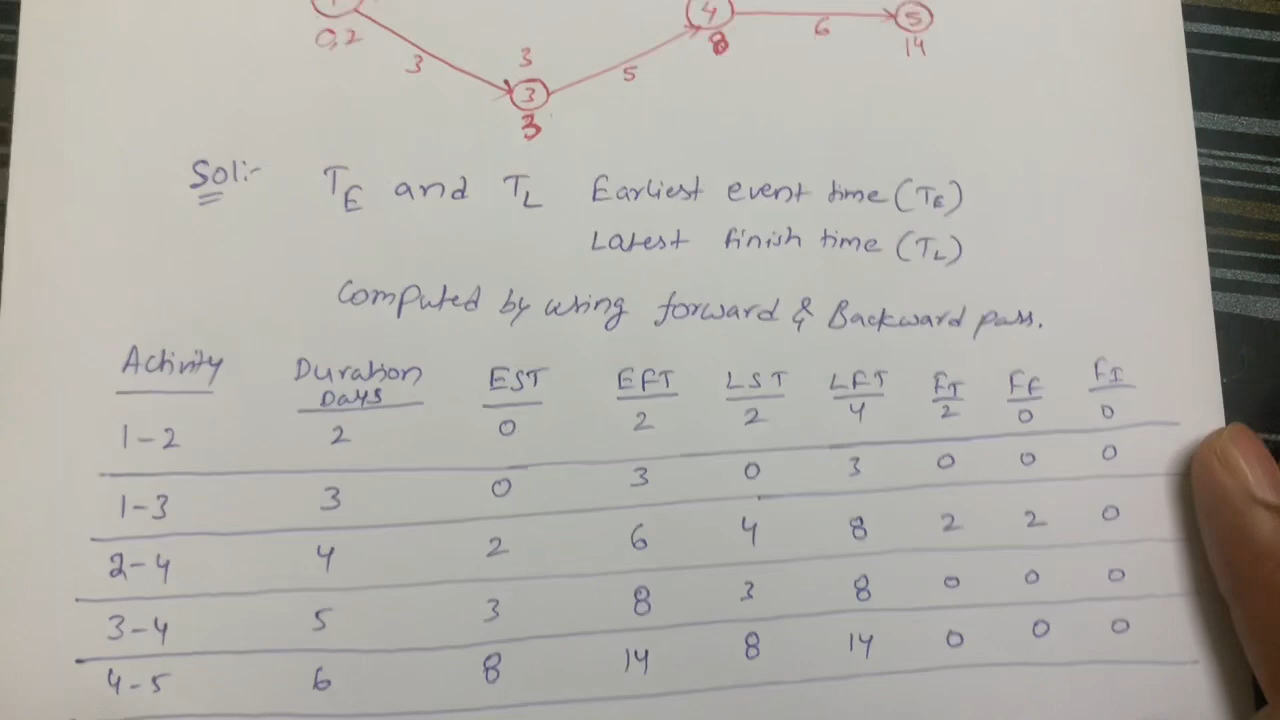 4 5
0,2 6
8 14
3 3
5
3
3
Sol:- TE and TL Earliest event time (TE)
Latest finish time (TL)
Computed by using forward & Backward pass.
Activity Duration Days EST EFT LST LFT FT FF FI
1-2 2 0 2 2 4 2 0 0
1-3 3 0 3 0 3 0 0 0
2-4 4 2 6 4 8 2 2 0
3-4 5 3 8 3 8 0 0 0
4-5 6 8 14 8 14 0 0 0